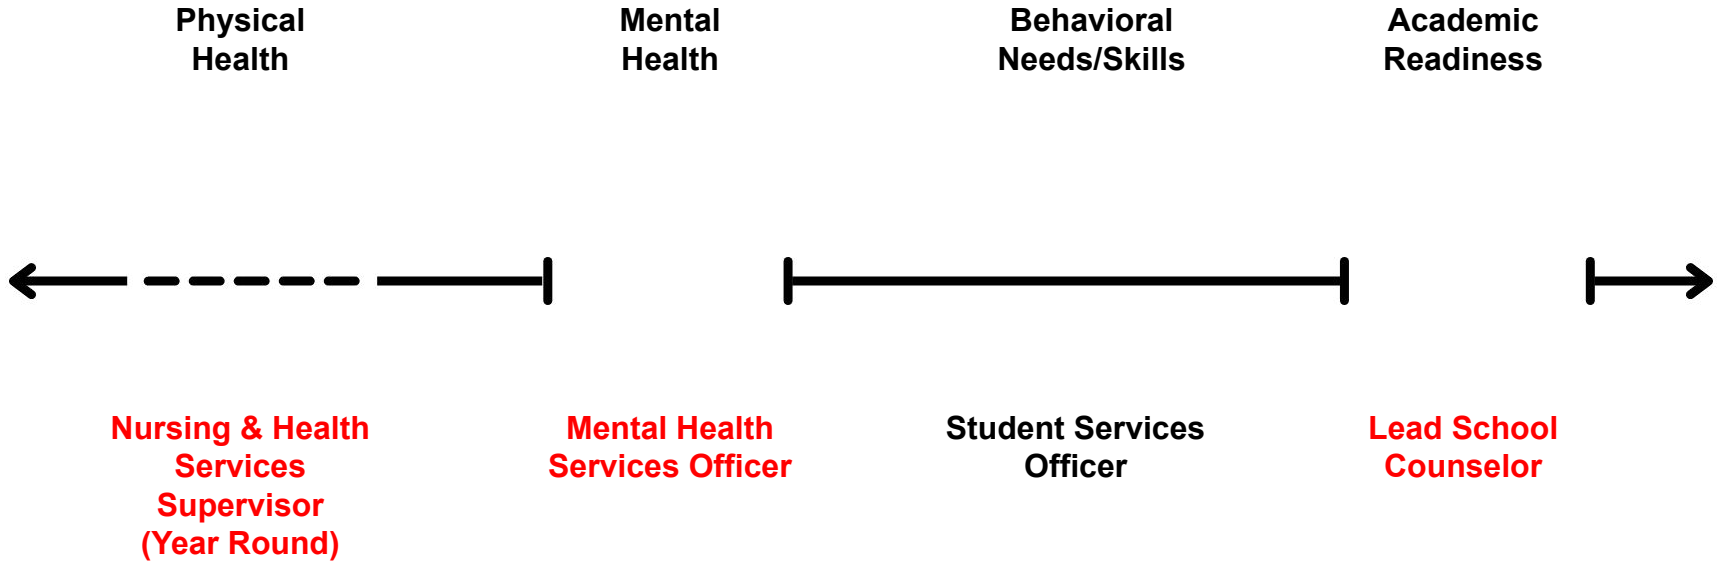 Physical
Health
Mental
Health
Behavioral
Needs/Skills
Academic
Readiness
Nursing & Health
Services
Supervisor
(Year Round)
Mental Health
Services Officer
Student Services
Officer
Lead School
Counselor